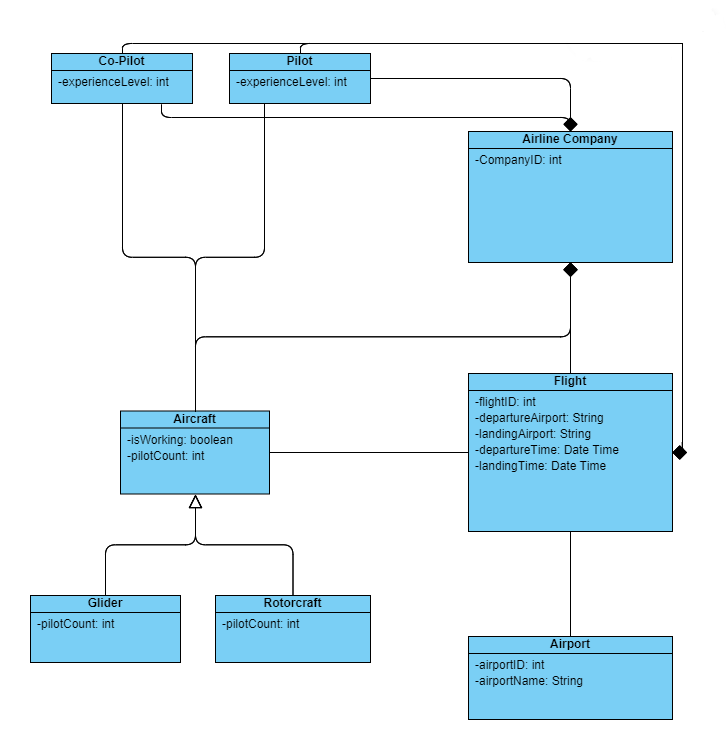 Co-Pilot
-experienceLevel: int
Pilot
-experienceLevel: int
Airline Company
-CompanyID: int
Flight
-flightID: int
-departureAirport: String
-landingAirport: String
-departureTime: Date Time
-landingTime: Date Time
Aircraft
-isWorking: boolean
-pilotCount: int
Glider
-pilotCount: int
Rotorcraft
-pilotCount: int
Airport
-airportID: int
-airportName: String